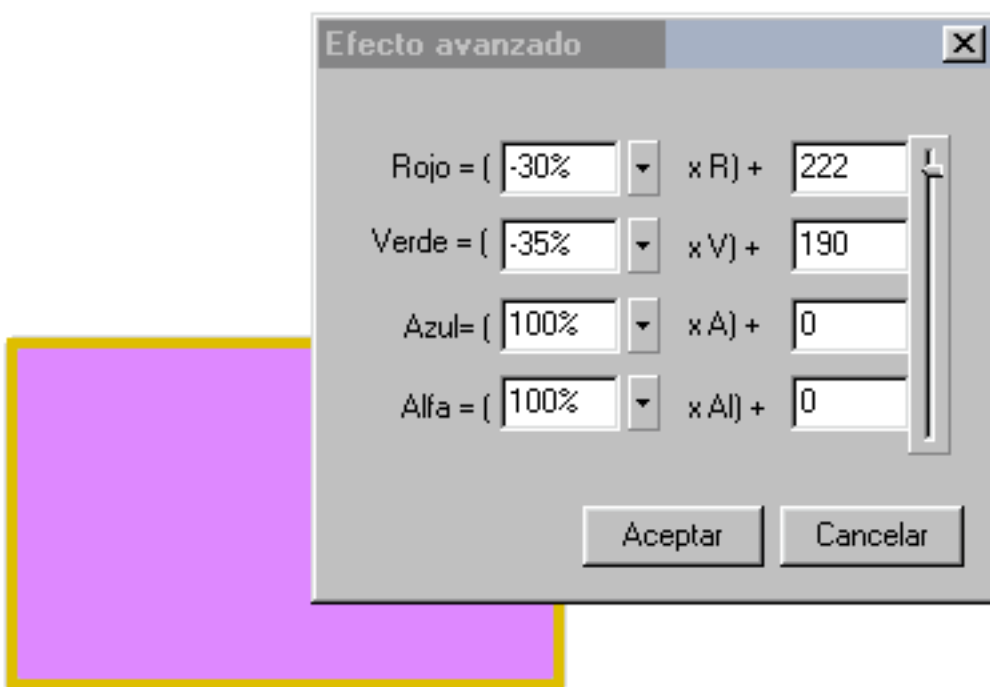 Efecto avanzado
Rojo = ( -30% x R) + 222
Verde = ( -35% x V) + 190
Azul= ( 100% x A) + 0
Alfa = ( 100% x Al) + 0
Aceptar Cancelar